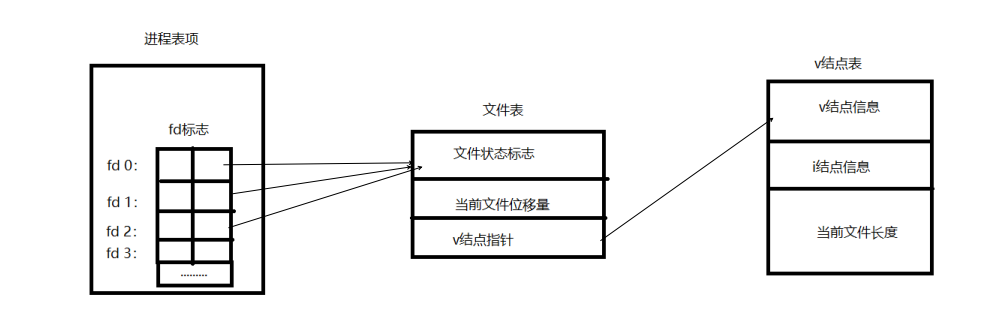 进程表项
fd标志
fd 0：
fd 1：
fd 2：
fd 3：
.........
文件表
文件状态标志
当前文件位移量
v结点指针
v结点表
v结点信息
i结点信息
当前文件长度